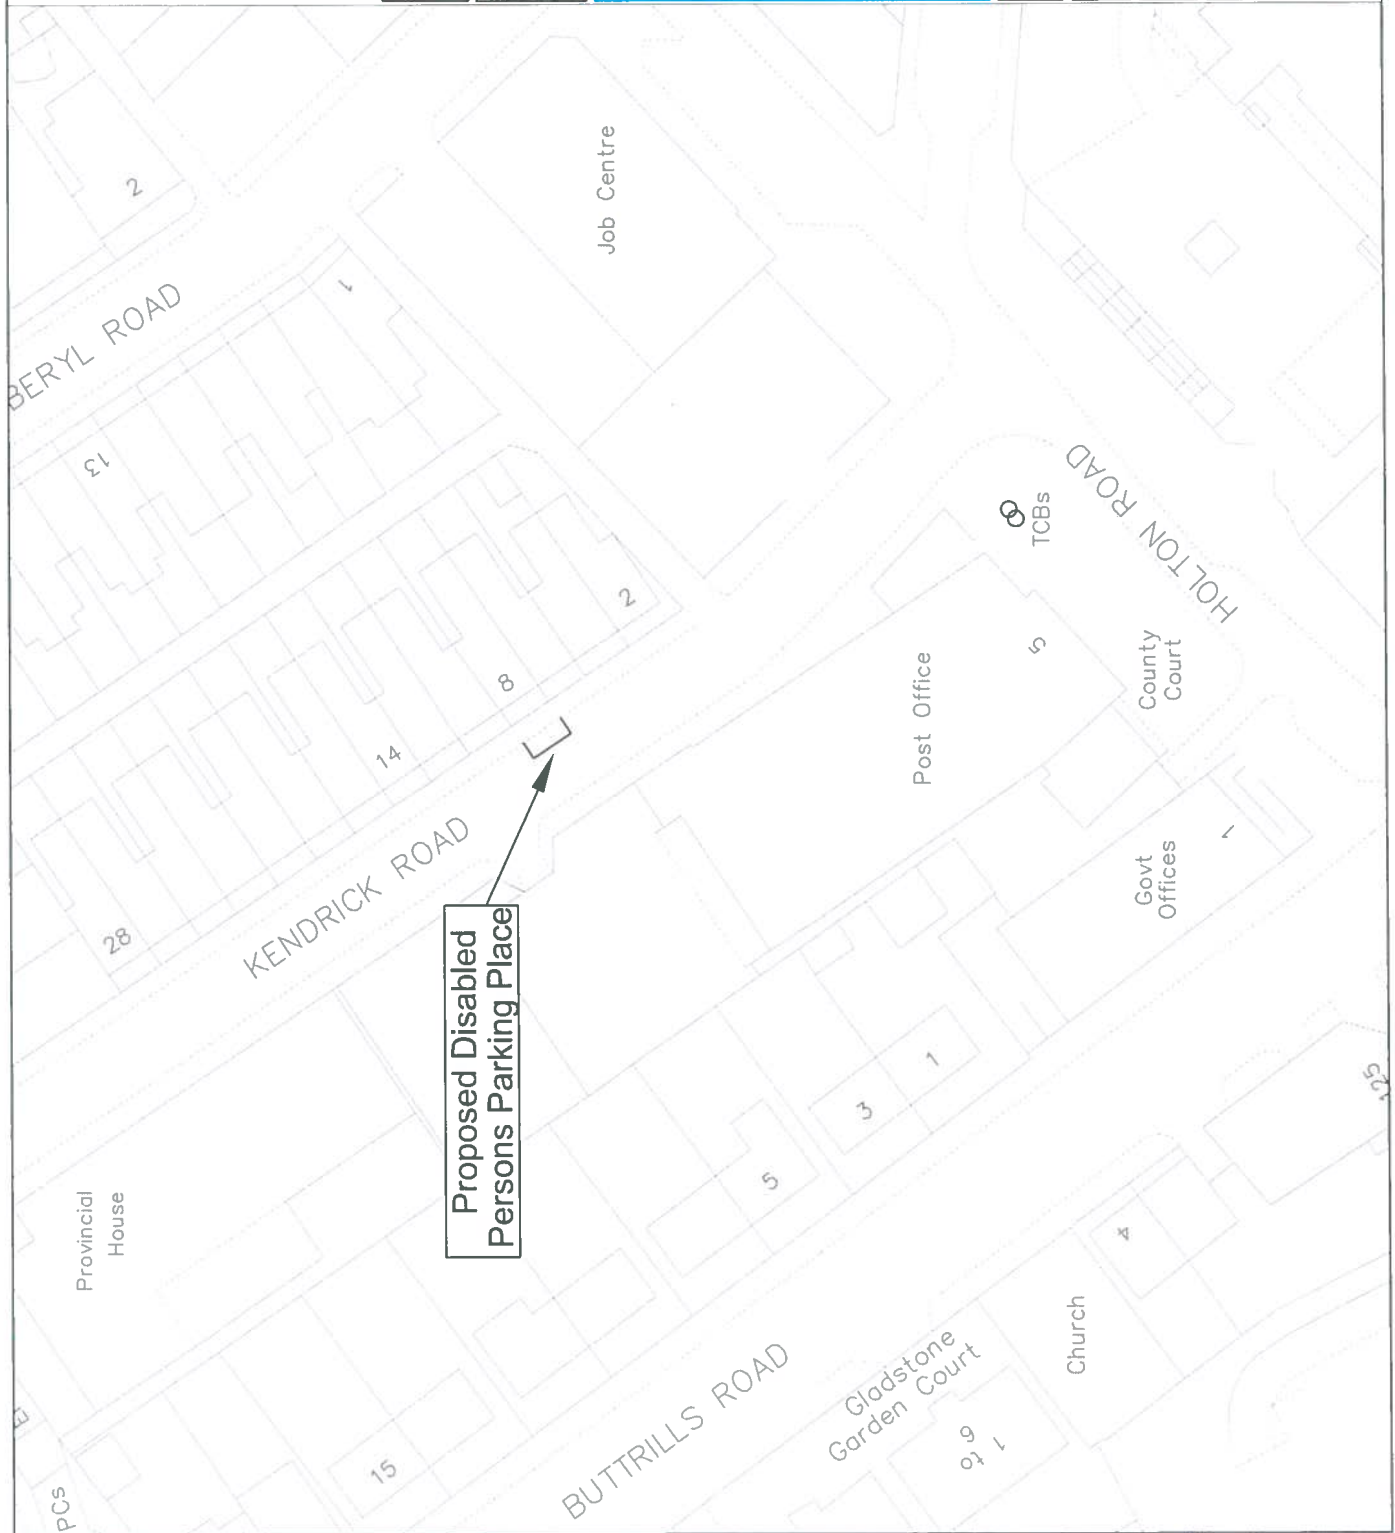 Proposed Disabled
Persons Parking Place
BERYL ROAD
KENDRICK ROAD
HOLTON ROAD
BUTTRILLS ROAD
Job Centre
Post Office
County
Court
TCBs
Govt
Offices
Provincial
House
Church
Gladstone
Garden Court
1 to
6
PCs
2
1
13
2
8
14
28
5
1
1
3
5
15
4
125